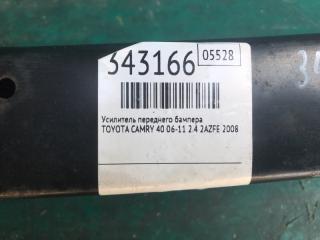 343166
05528
Усилитель переднего бампера
TOYOTA CAMRY 40 06-11 2.4 2AZFE 2008